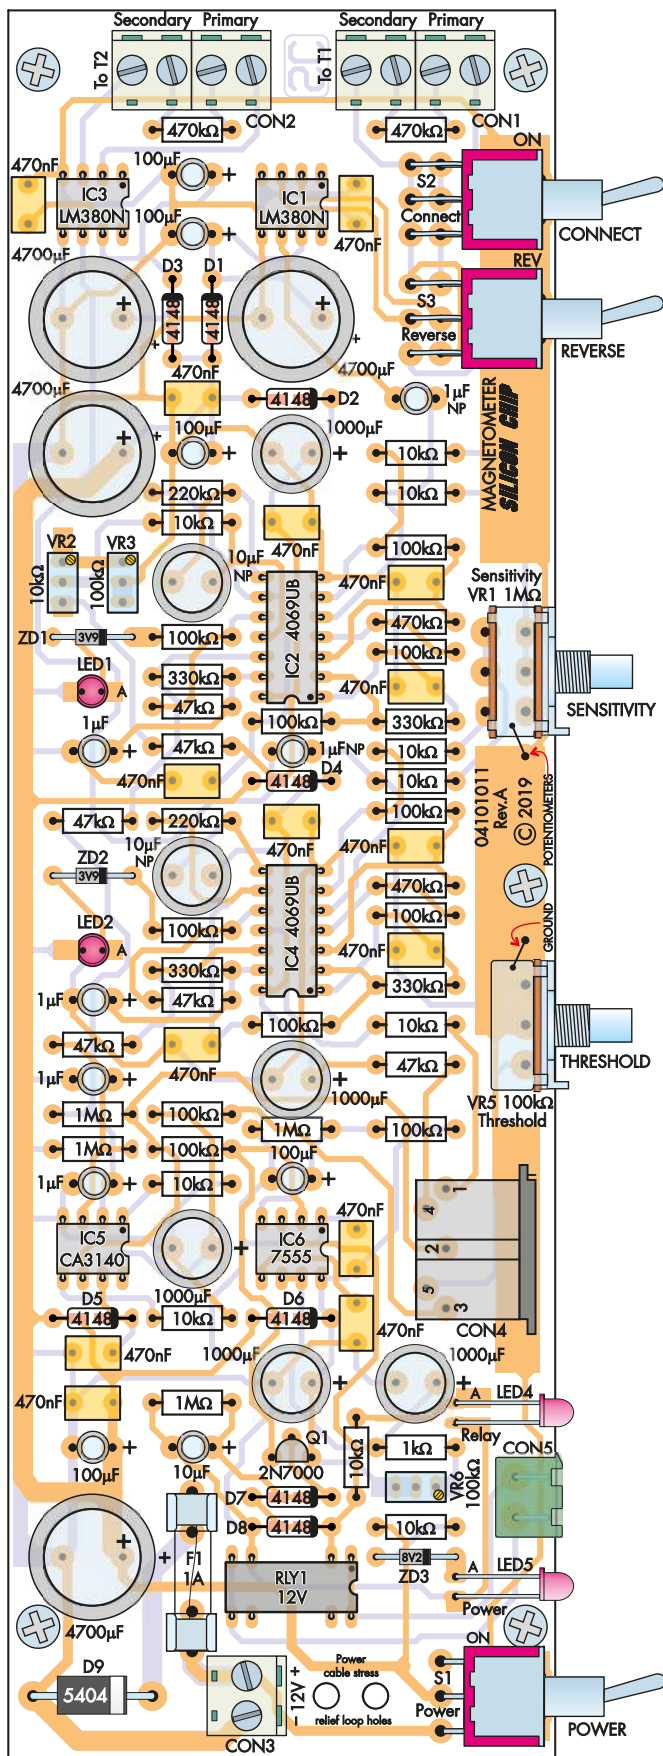 Secondary Primary
Secondary Primary
To T2
To T1
SC
CON2
CON1
470kΩ
470kΩ
ON
470nF
100µF
IC3
LM380N
IC1
LM380N
S2
Connect
CONNECT
100µF
470nF
4700µF
D3
D1
REV
S3
Reverse
REVERSE
4148
4148
470nF
4700µF
4700µF
4148
D2
1µF
NP
100µF
1000µF
MAGNETOMETER
SILICON CHIP
10kΩ
220kΩ
10kΩ
10kΩ
470nF
VR2
VR3
10kΩ
100kΩ
10µF
NP
100kΩ
470nF
Sensitivity
VR1 1MΩ
IC2 4069UB
ZD1
3V9
100kΩ
470kΩ
100kΩ
LED1
A
330kΩ
470nF
47kΩ
SENSITIVITY
1µF
100kΩ
330kΩ
47kΩ
1µF NP
10kΩ
D4
470nF
4148
10kΩ
04101011
Rev.A
© 2019
POTENTOMETERS
47kΩ
220kΩ
100kΩ
470nF
10µF
NP
470nF
ZD2
3V9
IC4 4069UB
470kΩ
LED2
A
100kΩ
100kΩ
GROUND
470nF
330kΩ
330kΩ
1µF
47kΩ
100kΩ
10kΩ
47kΩ
470nF
THRESHOLD
1µF
47kΩ
1000µF
VR5 100kΩ
Threshold
1MΩ
100kΩ
1MΩ
100kΩ
1MΩ
100kΩ
100µF
1µF
10kΩ
1
4
2
5
3
IC5
CA3140
IC6
7555
470nF
1000µF
CON4
D5
D6
4148
10kΩ
4148
470nF
470nF
1000µF
1000µF
470nF
1MΩ
A
LED4
Relay
Q1
2N7000
10kΩ
1kΩ
CON5
100µF
10µF
VR6
100kΩ
D7
4148
D8
4148
10kΩ
F1
1A
8V2
ZD3
A
LED5
Power
RLY1
12V
4700µF
D9
5404
ON
Power
cable stress
relief loop holes
12V
CON3
S1
Power
POWER